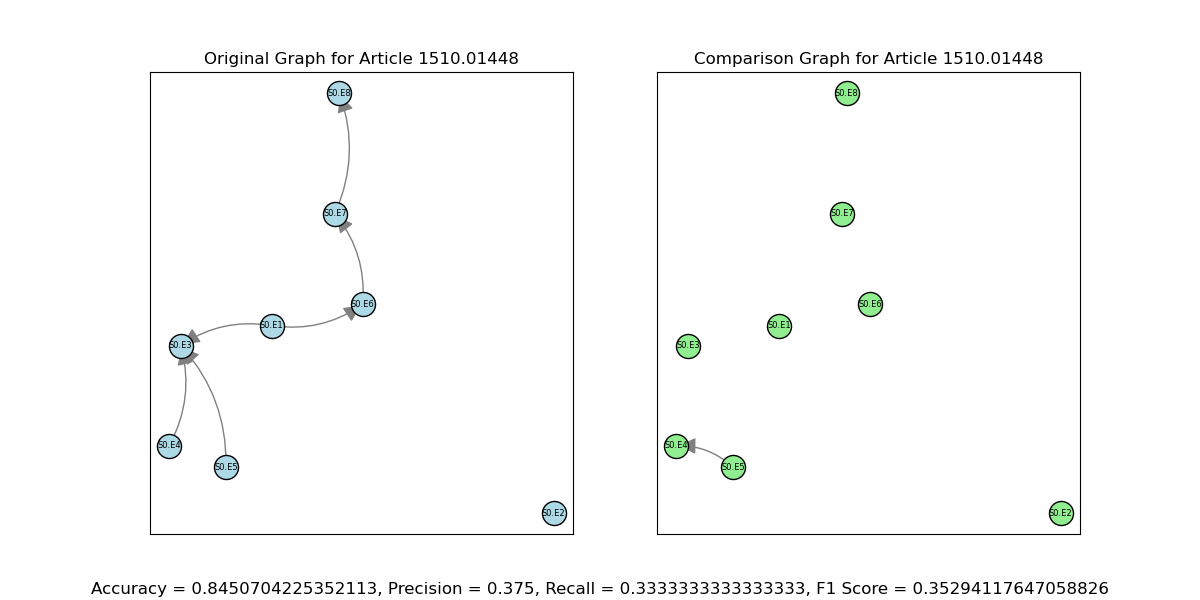 Original Graph for Article 1510.01448
S0.E8
S0.E7
S0.E6
S0.E1
S0.E3
S0.E4
S0.E5
S0.E2
Comparison Graph for Article 1510.01448
S0.E8
S0.E7
S0.E6
S0.E1
S0.E3
S0.E4
S0.E5
S0.E2
Accuracy = 0.8450704225352113, Precision = 0.375, Recall = 0.3333333333333333, F1 Score = 0.35294117647058826